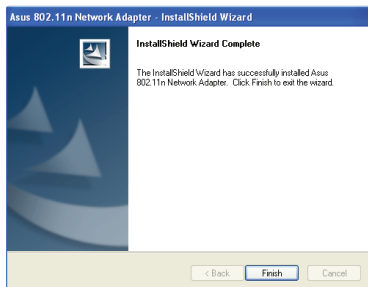 Asus 802.11n Network Adapter - InstallShield Wizard
InstallShield Wizard Complete
The InstallShield Wizard has successfully installed Asus
802.11n Network Adapter. Click Finish to exit the wizard.
< Back Finish Cancel